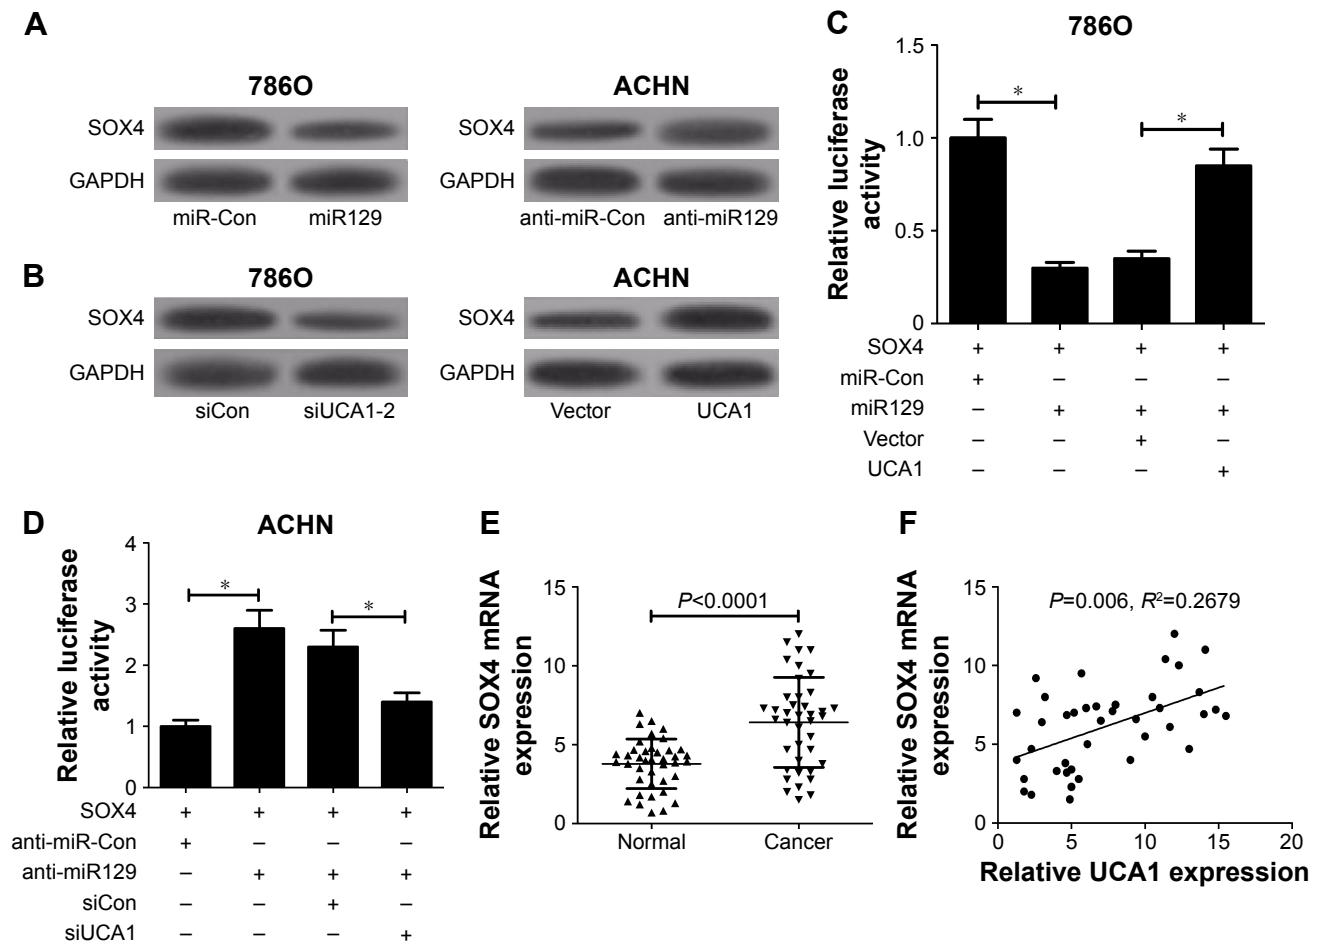 A
786O
ACHN
SOX4
SOX4
GAPDH
GAPDH
miR-Con miR129
anti-miR-Con anti-miR129
B
786O
ACHN
SOX4
SOX4
GAPDH
GAPDH
siCon siUCA1-2
Vector UCA1
C
786O
Relative luciferase
activity
1.5
1.0
0.5
0
*
*
SOX4 + + + +
miR-Con + – – –
miR129 – + + +
Vector – – + –
UCA1 – – – +
D
ACHN
Relative luciferase
activity
4
3
2
1
0
*
*
SOX4 + + + +
anti-miR-Con + – – –
anti-miR129 – + + +
siCon – – + –
siUCA1 – – – +
E
Relative SOX4 mRNA
expression
15
10
5
0
P<0.0001
Normal Cancer
F
Relative SOX4 mRNA
expression
15
10
5
0
P=0.006, R²=0.2679
0 5 10 15 20
Relative UCA1 expression